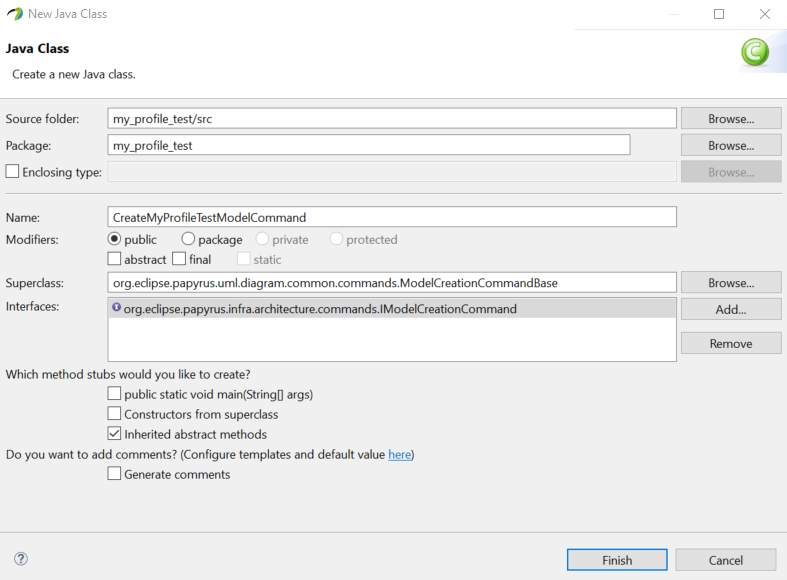 New Java Class
Java Class
Create a new Java class.
Source folder: my_profile_test/src Browse...
Package: my_profile_test Browse...
Enclosing type: Browse...
Name: CreateMyProfileTestModelCommand
Modifiers: public package private protected
abstract final static
Superclass: org.eclipse.papyrus.uml.diagram.common.commands.ModelCreationCommandBase Browse...
Interfaces: org.eclipse.papyrus.infra.architecture.commands.IModelCreationCommand Add...
Remove
Which method stubs would you like to create?
public static void main(String[] args)
Constructors from superclass
Inherited abstract methods
Do you want to add comments? (Configure templates and default value here)
Generate comments
? Finish Cancel